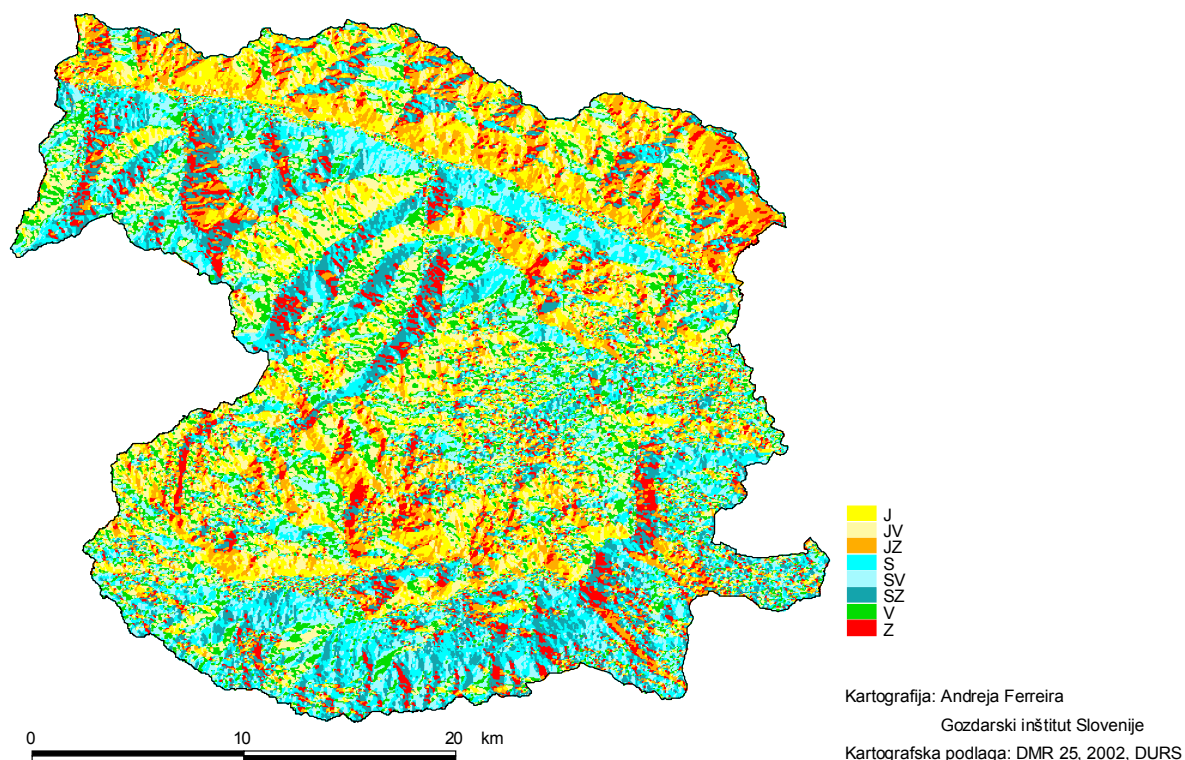 J
JV
JZ
S
SV
SZ
V
Z
Kartografija: Andreja Ferreira
Gozdarski inštitut Slovenije
Kartografska podlaga: DMR 25, 2002, DURS
0 10 20 km